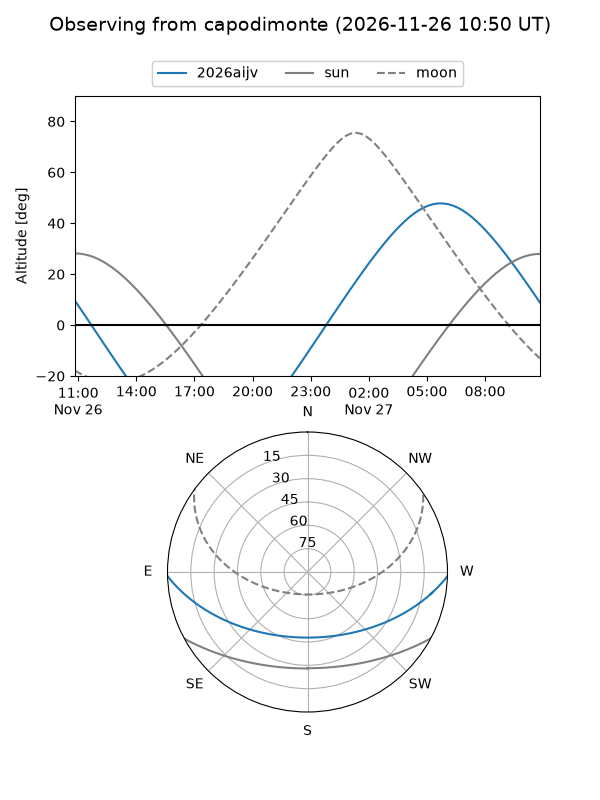 Observing from capodimonte (2026-11-26 10:50 UT)
2026aijv sun moon
Altitude [deg]
80
60
40
20
0
−20
11:00 14:00 17:00 20:00 23:00 02:00 05:00 08:00
Nov 26 Nov 27
N
NE NW
15
30
45
60
75
E W
SE SW
S